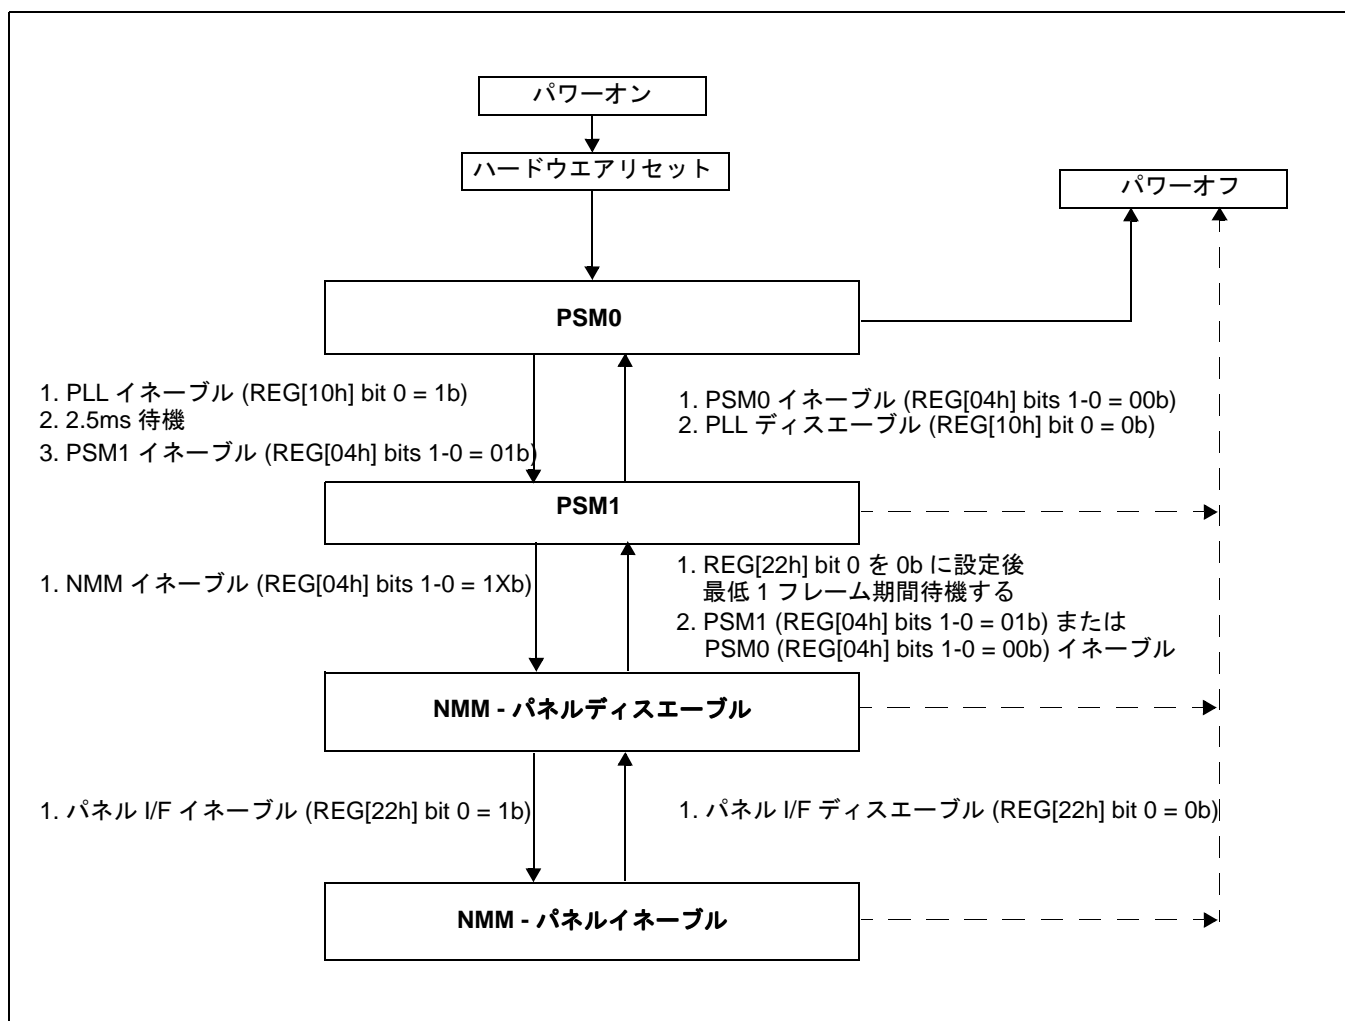 パワーオン
ハードウエアリセット
パワーオフ
PSM0
1. PLL イネーブル (REG[10h] bit 0 = 1b)
2. 2.5ms 待機
3. PSM1 イネーブル (REG[04h] bits 1-0 = 01b)
1. PSM0 イネーブル (REG[04h] bits 1-0 = 00b)
2. PLL ディスエーブル (REG[10h] bit 0 = 0b)
PSM1
1. NMM イネーブル (REG[04h] bits 1-0 = 1Xb)
1. REG[22h] bit 0 を 0b に設定後
最低 1 フレーム期間待機する
2. PSM1 (REG[04h] bits 1-0 = 01b) または
PSM0 (REG[04h] bits 1-0 = 00b) イネーブル
NMM - パネルディスエーブル
1. パネル I/F イネーブル (REG[22h] bit 0 = 1b)
1. パネル I/F ディスエーブル (REG[22h] bit 0 = 0b)
NMM - パネルイネーブル